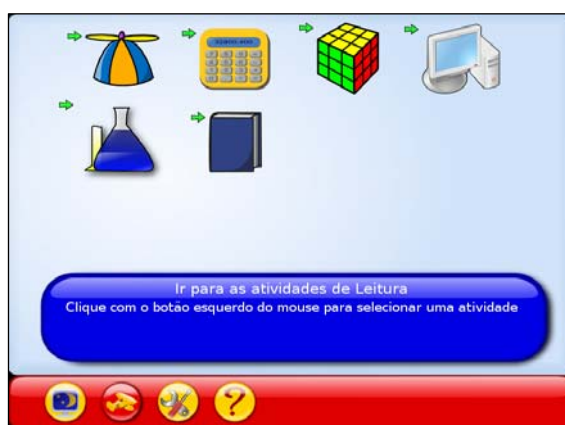 Ir para as atividades de Leitura
Clique com o botão esquerdo do mouse para selecionar uma atividade
?